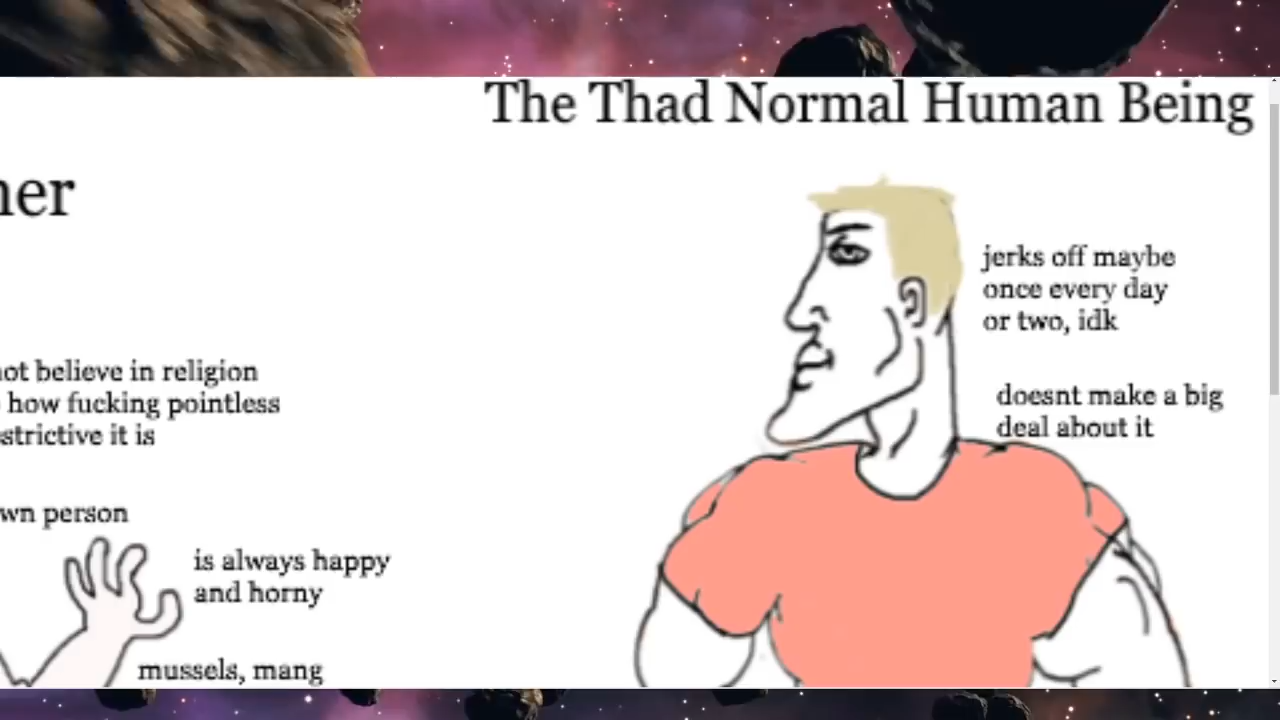 The Thad Normal Human Being
ner
jerks off maybe
once every day
or two, idk
not believe in religion
how fucking pointless
strictive it is
doesnt make a big
deal about it
wn person
is always happy
and horny
mussels, mang